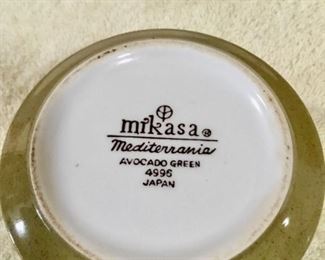 mikasa®
Mediterrania
AVOCADO GREEN
4996
JAPAN